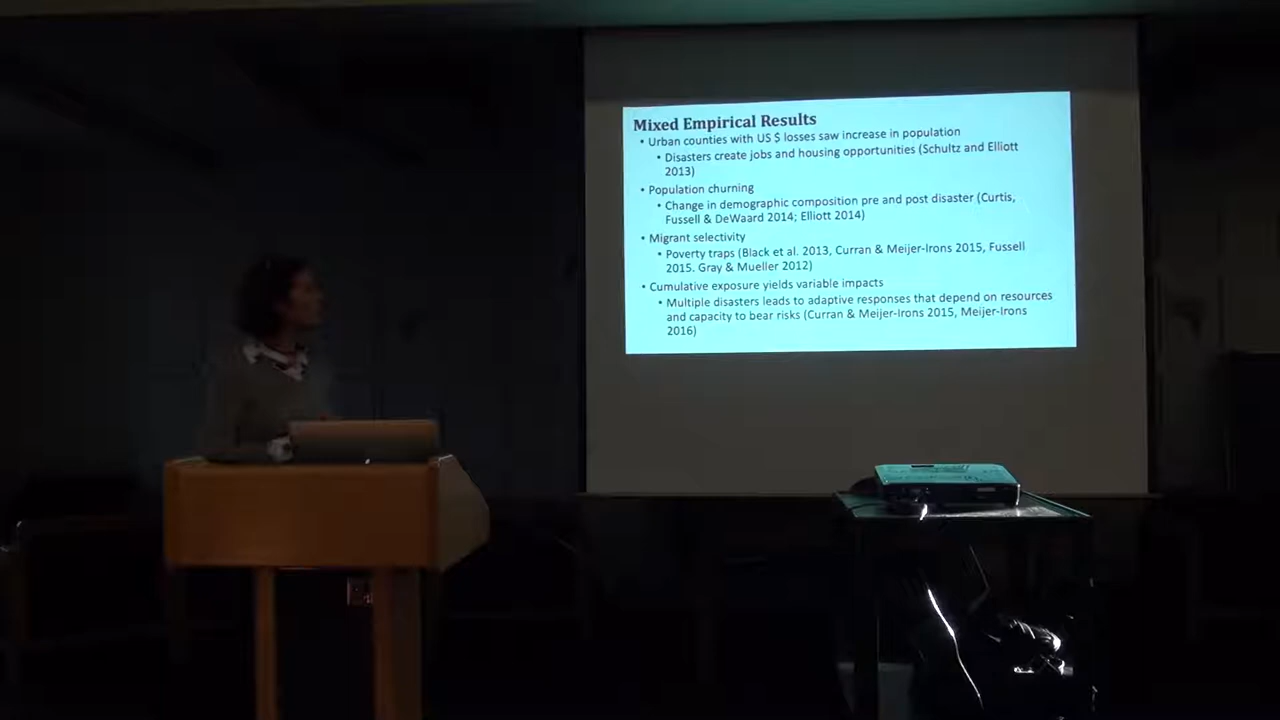 Mixed Empirical Results
• Urban counties with US $ losses saw increase in population
• Disasters create jobs and housing opportunities (Schultz and Elliott
2013)
• Population churning
• Change in demographic composition pre and post disaster (Curtis,
Fussell & DeWaard 2014; Elliott 2014)
• Migrant selectivity
• Poverty traps (Black et al. 2013, Curran & Meijer-Irons 2015, Fussell
2015. Gray & Mueller 2012)
• Cumulative exposure yields variable impacts
• Multiple disasters leads to adaptive responses that depend on resources
and capacity to bear risks (Curran & Meijer-Irons 2015, Meijer-Irons
2016)